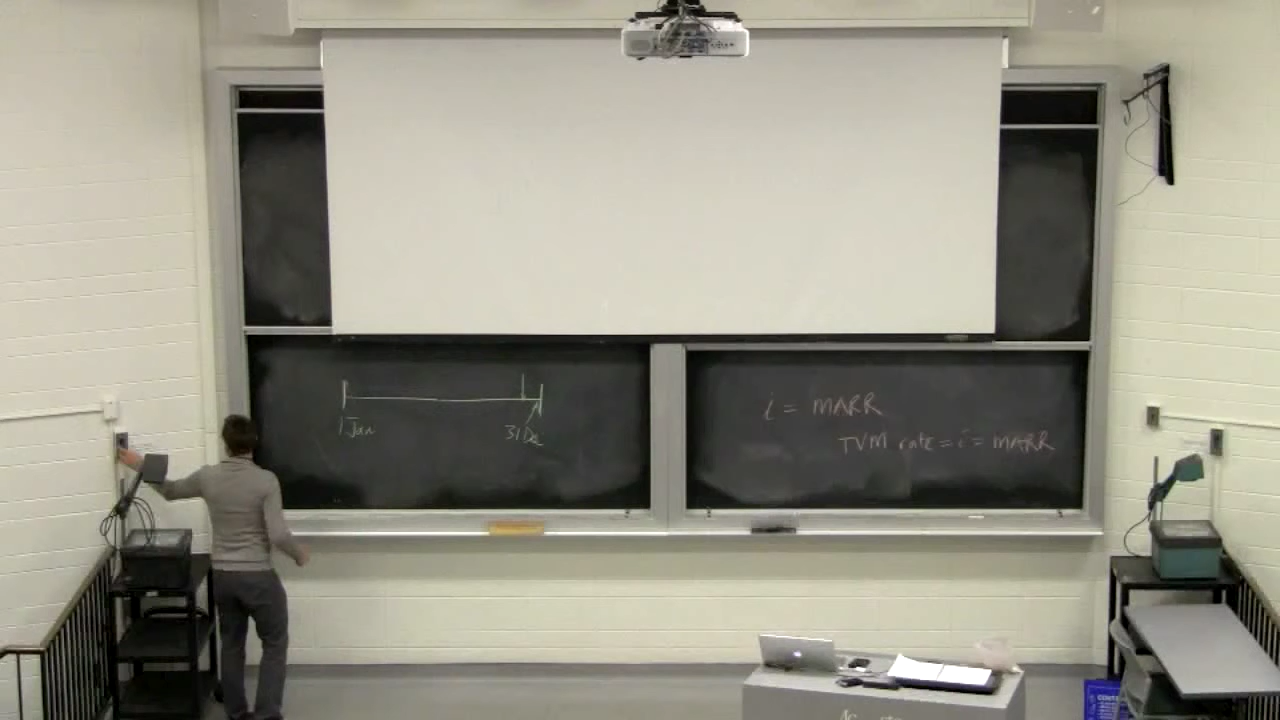 1 Jan
31 Dec
i = MARR
TVM rate = i = MARR